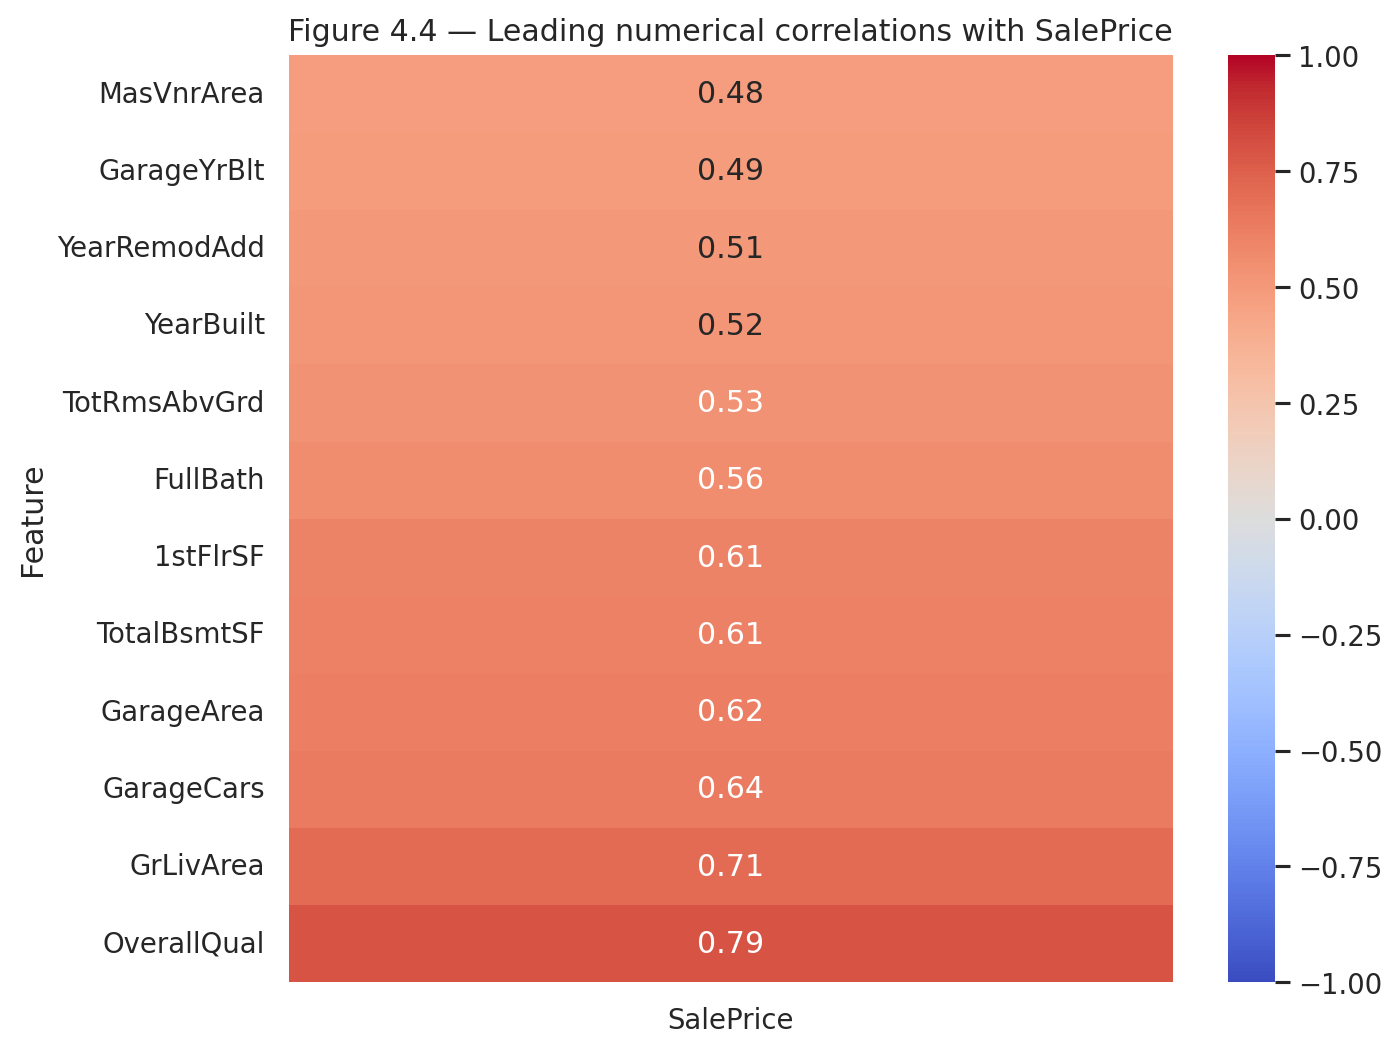 Figure 4.4 — Leading numerical correlations with SalePrice
Feature
MasVnrArea 0.48
GarageYrBlt 0.49
YearRemodAdd 0.51
YearBuilt 0.52
TotRmsAbvGrd 0.53
FullBath 0.56
1stFlrSF 0.61
TotalBsmtSF 0.61
GarageArea 0.62
GarageCars 0.64
GrLivArea 0.71
OverallQual 0.79
SalePrice
1.00
0.75
0.50
0.25
0.00
−0.25
−0.50
−0.75
−1.00